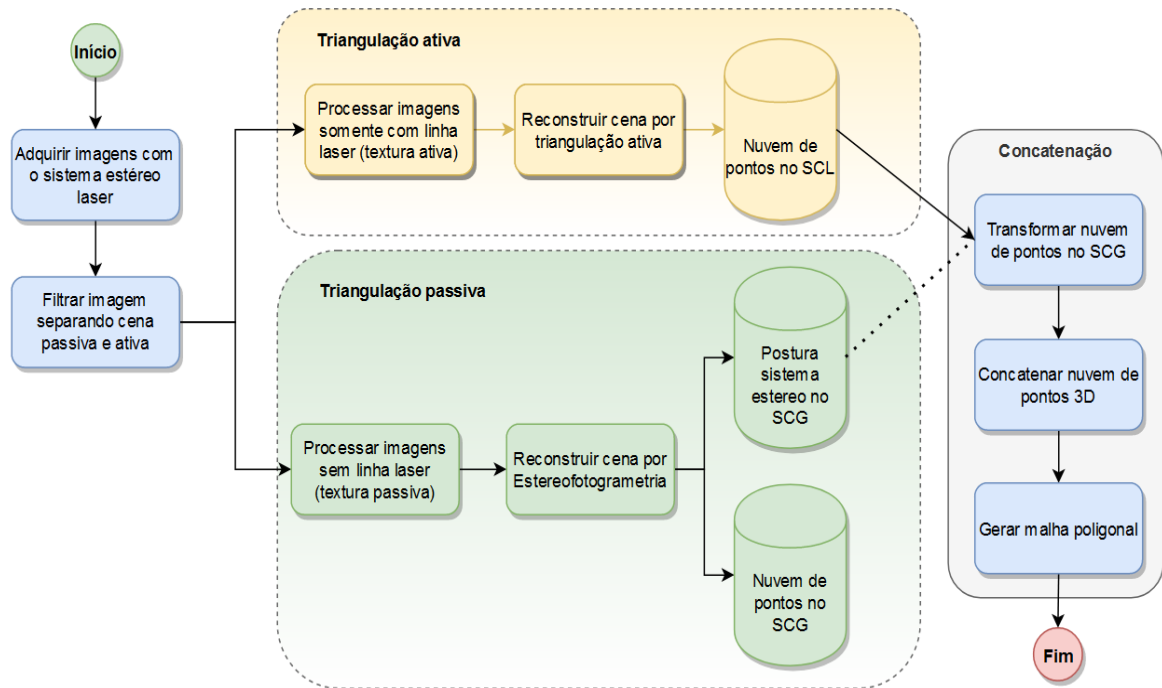 Início
Adquirir imagens com
o sistema estéreo
laser
Filtrar imagem
separando cena
passiva e ativa
Triangulação ativa
Processar imagens
somente com linha
laser (textura ativa)
Reconstruir cena por
triangulação ativa
Nuvem de
pontos no SCL
Triangulação passiva
Processar imagens
sem linha laser
(textura passiva)
Reconstruir cena por
Estereofotogrametria
Postura
sistema
estereo no
SCG
Nuvem de
pontos no
SCG
Concatenação
Transformar nuvem
de pontos no SCG
Concatenar nuvem de
pontos 3D
Gerar malha poligonal
Fim